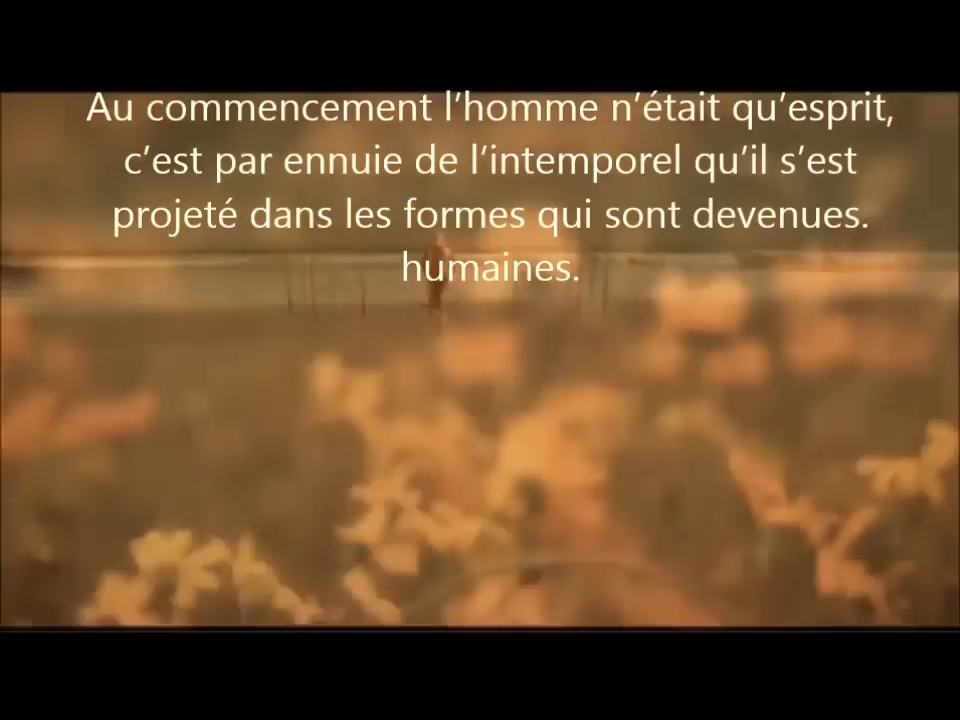 Au commencement l’homme n’était qu’esprit,
c’est par ennuie de l’intemporel qu’il s’est
projeté dans les formes qui sont devenues.
humaines.